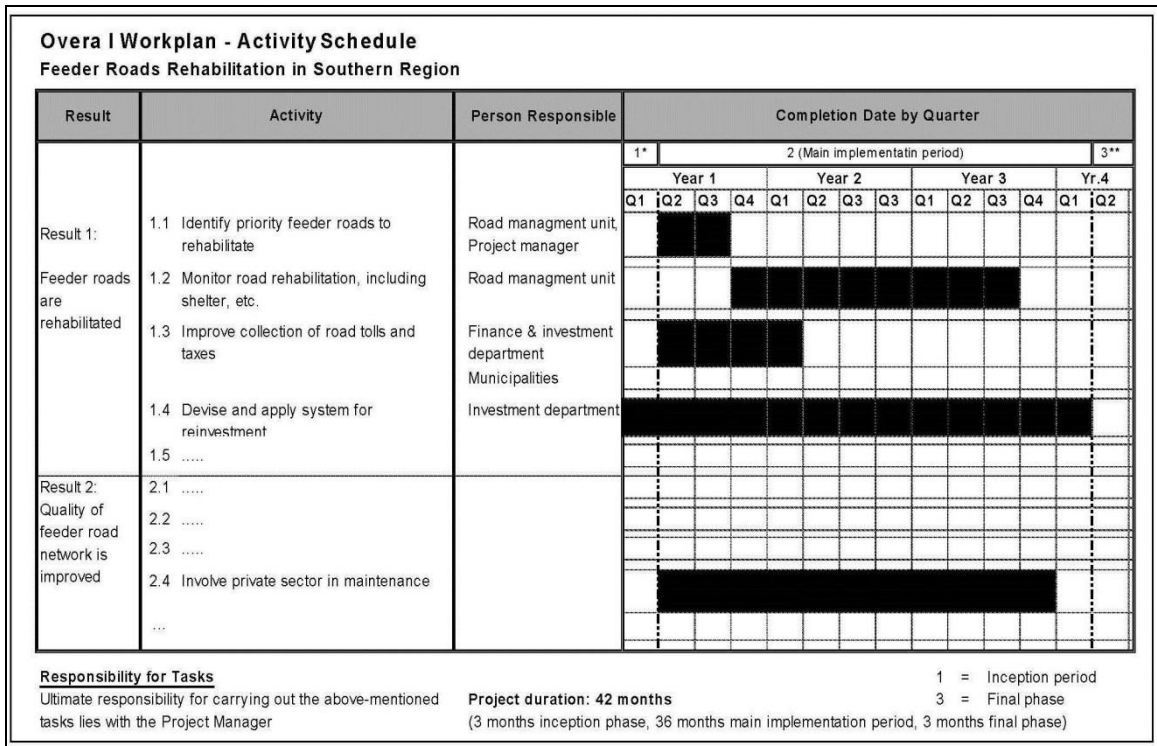 Overa l Workplan - Activity Schedule
Feeder Roads Rehabilitation in Southern Region
Result Activity Person Responsible Completion Date by Quarter
1* 2 (Main implementatin period) 3**
Year 1 Year 2 Year 3 Yr.4
Q1 Q2 Q3 Q4 Q1 Q2 Q3 Q3 Q1 Q2 Q3 Q4 Q1 Q2
Result 1:
Feeder roads
are
rehabilitated
1.1 Identify priority feeder roads to
rehabilitate
Road managment unit,
Project manager
1.2 Monitor road rehabilitation, including
shelter, etc.
Road managment unit
1.3 Improve collection of road tolls and
taxes
Finance & investment
department
Municipalities
1.4 Devise and apply system for
reinvestment
Investment department
1.5 .....
Result 2:
Quality of
feeder road
network is
improved
2.1 .....
2.2 .....
2.3 .....
2.4 Involve private sector in maintenance
...
Responsibility for Tasks
Ultimate responsibility for carrying out the above-mentioned
tasks lies with the Project Manager
Project duration: 42 months
(3 months inception phase, 36 months main implementation period, 3 months final phase)
1 = Inception period
3 = Final phase